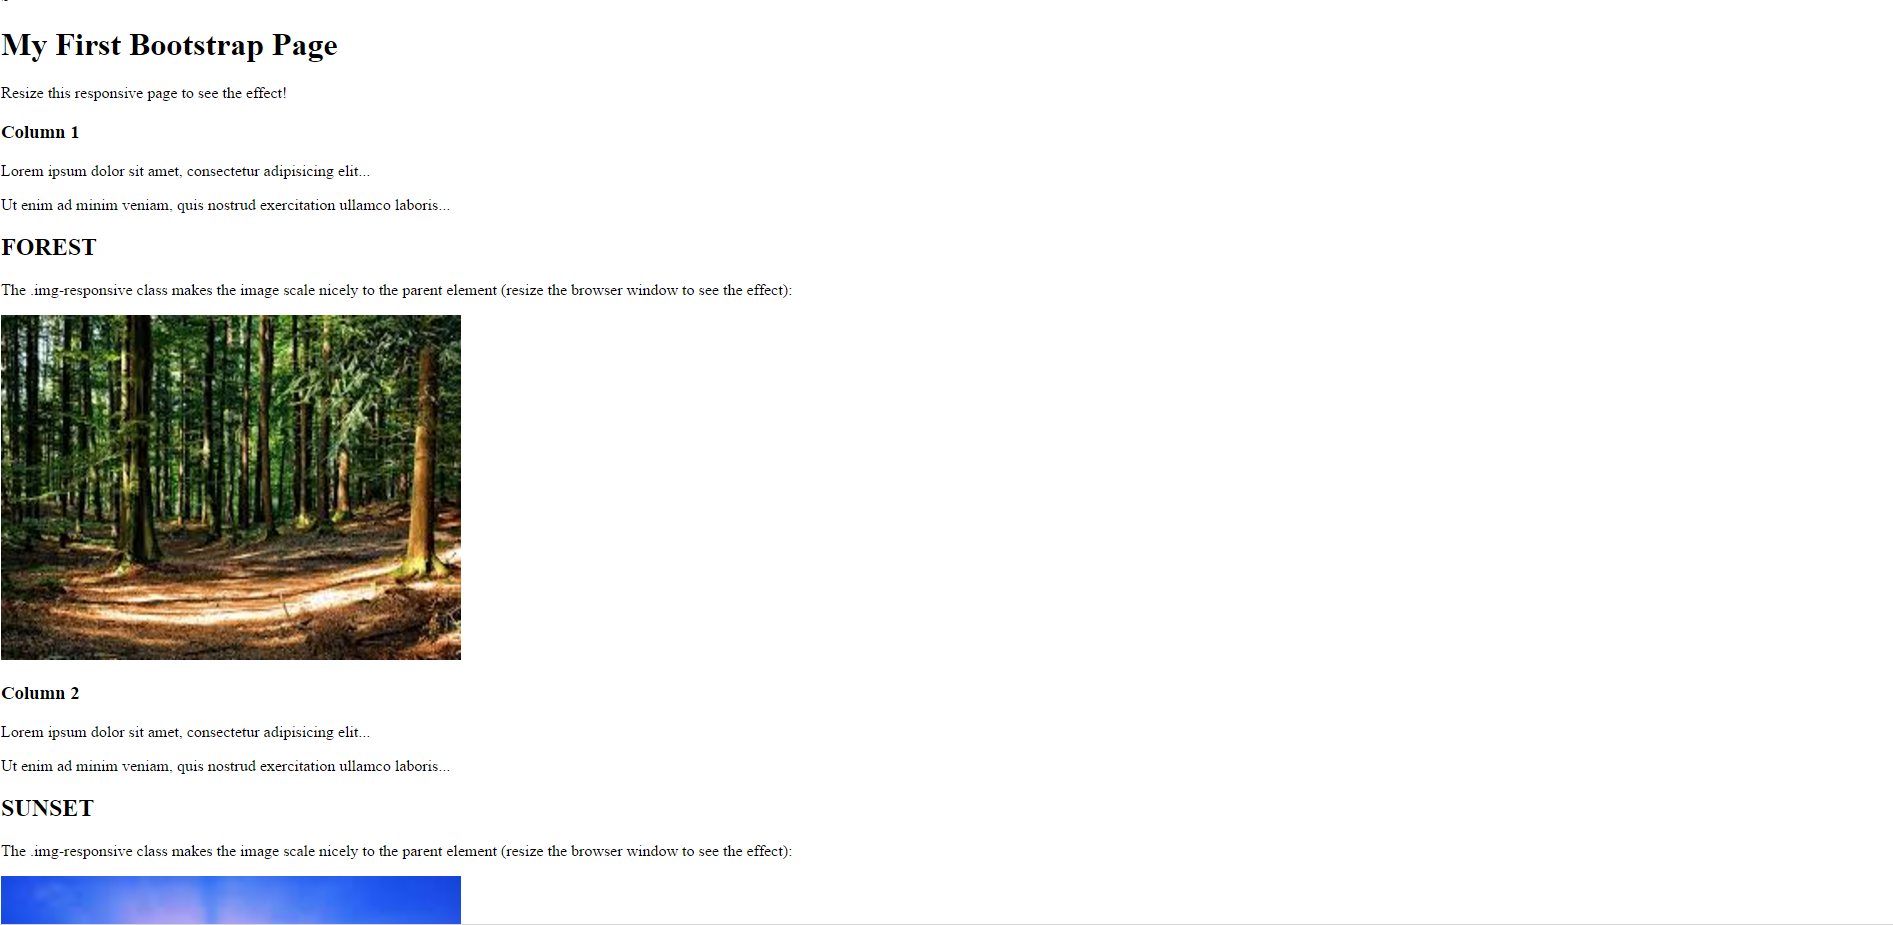 My First Bootstrap Page
Resize this responsive page to see the effect!
Column 1
Lorem ipsum dolor sit amet, consectetur adipisicing elit...
Ut enim ad minim veniam, quis nostrud exercitation ullamco laboris...
FOREST
The .img-responsive class makes the image scale nicely to the parent element (resize the browser window to see the effect):
Column 2
Lorem ipsum dolor sit amet, consectetur adipisicing elit...
Ut enim ad minim veniam, quis nostrud exercitation ullamco laboris...
SUNSET
The .img-responsive class makes the image scale nicely to the parent element (resize the browser window to see the effect):